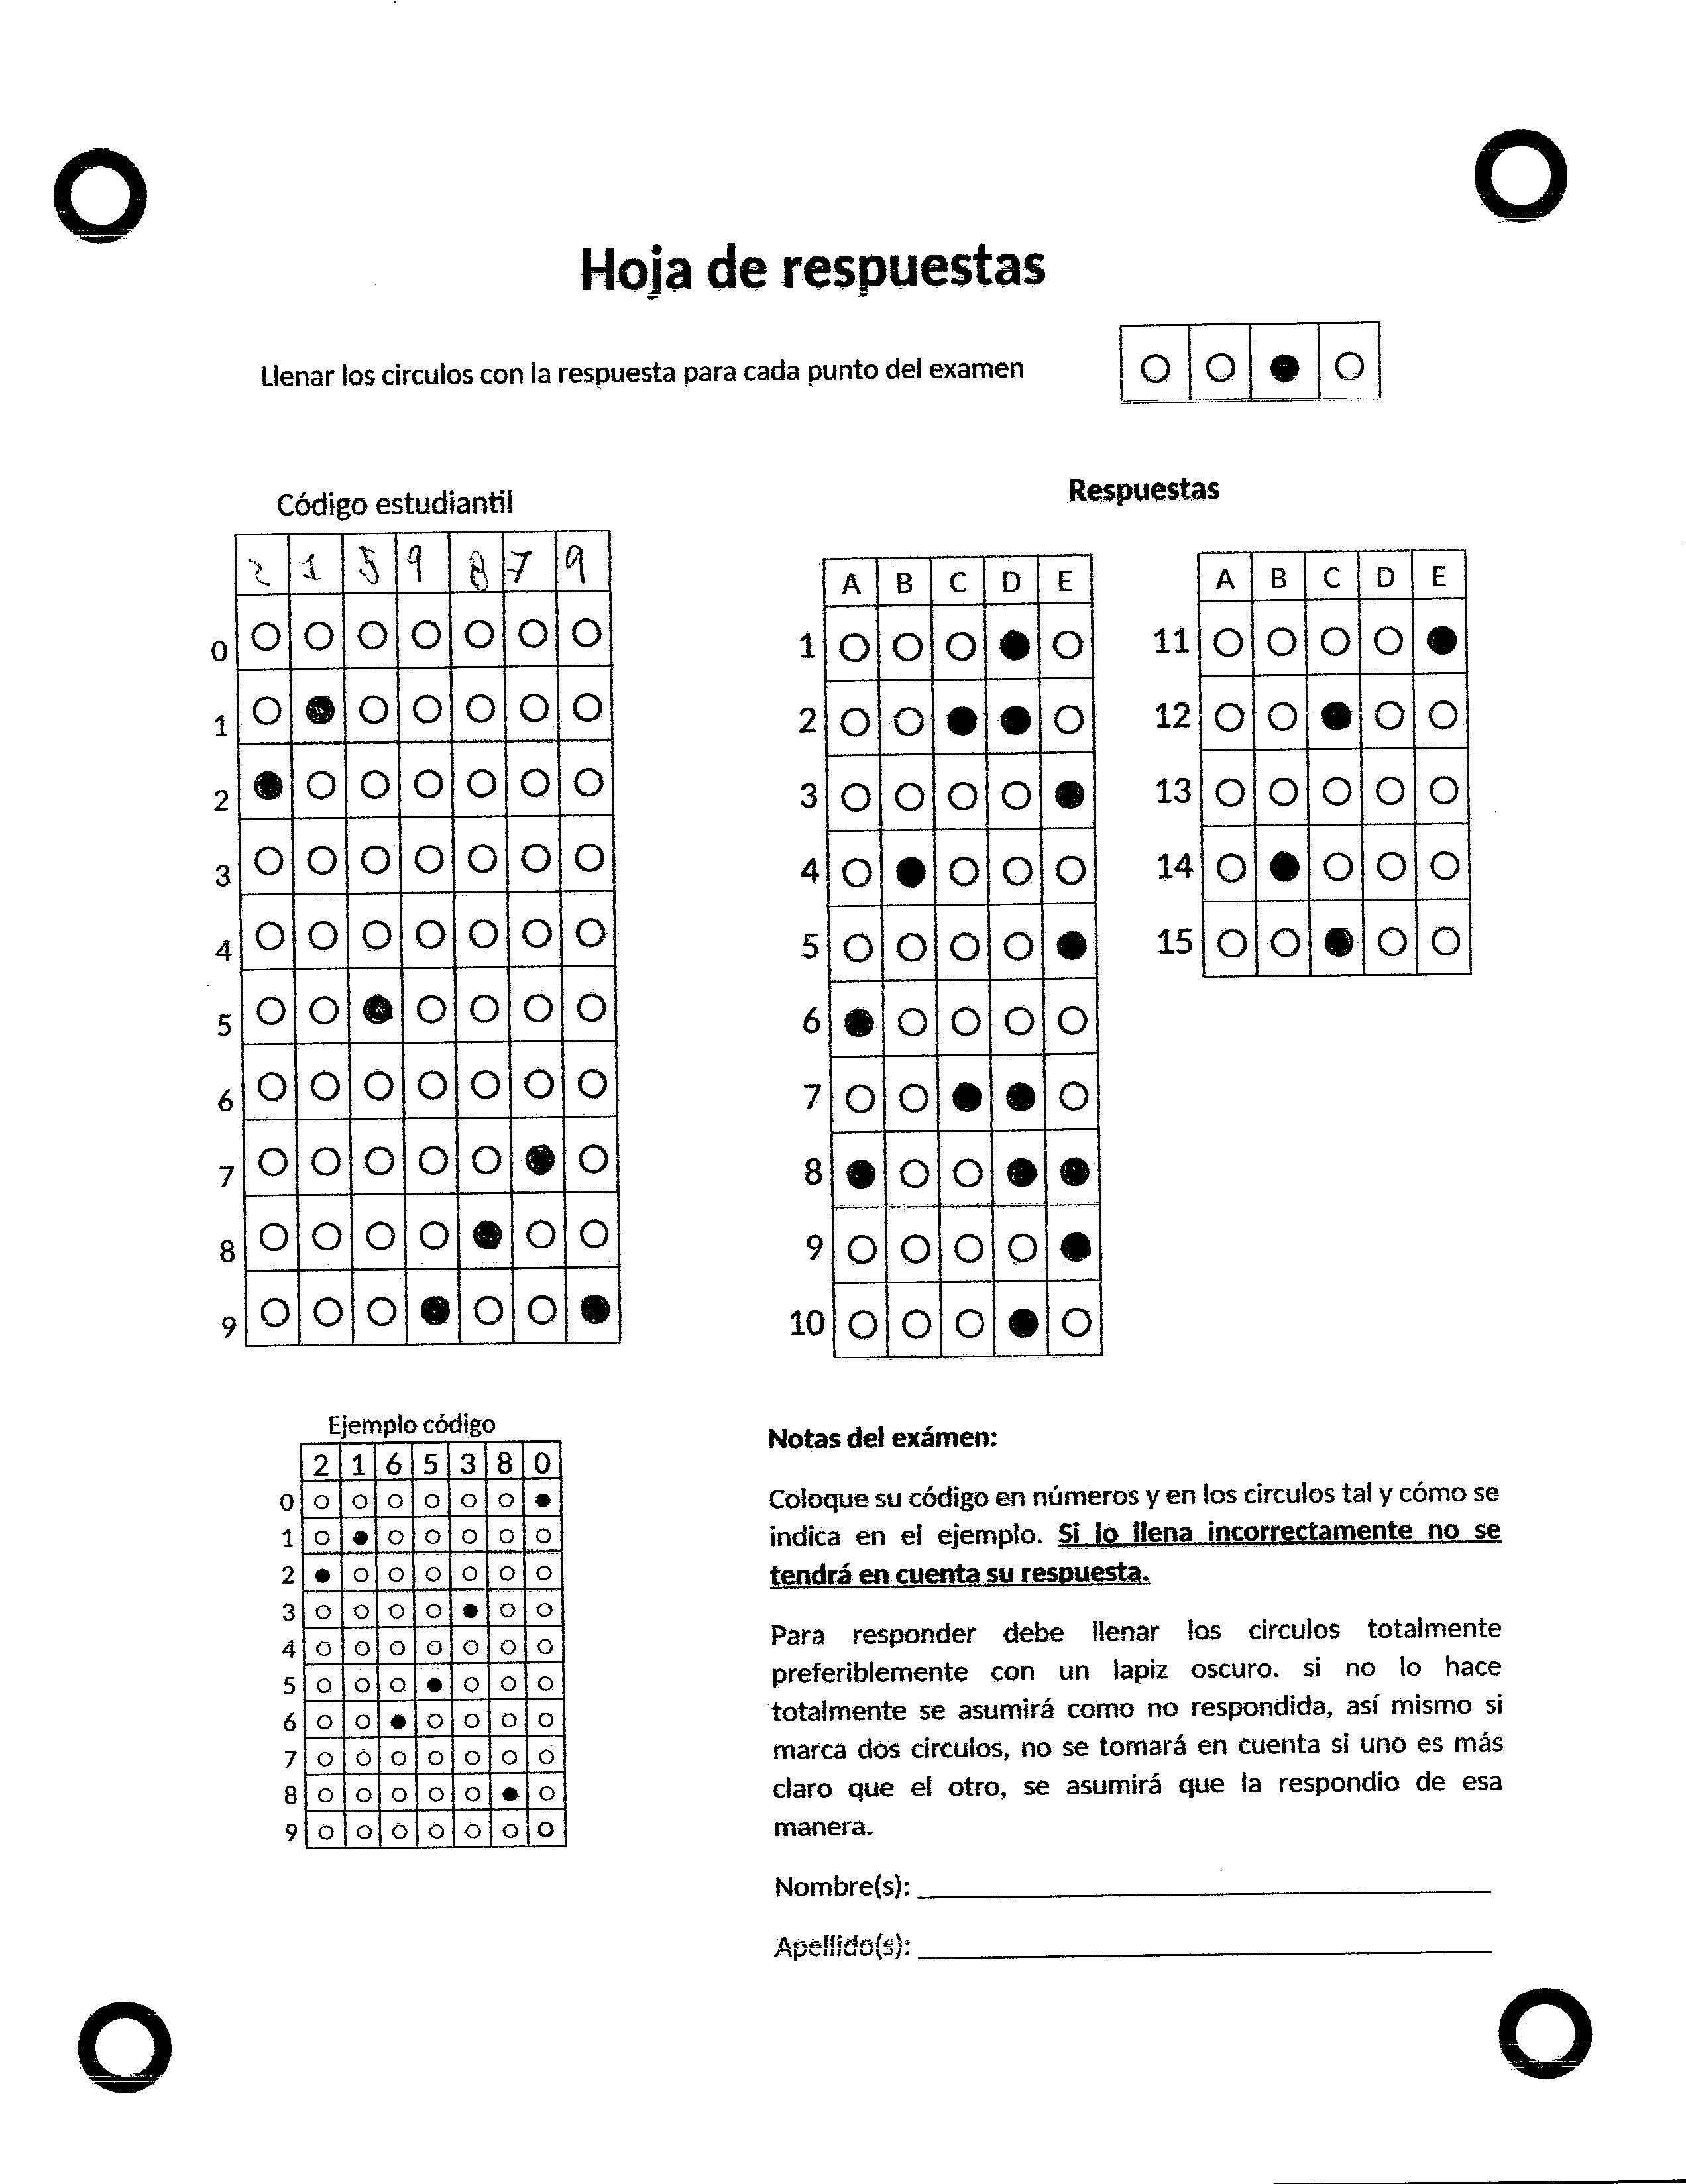 Hoja de respuestas
Llenar los circulos con la respuesta para cada punto del examen
Código estudiantil
2 1 5 9 8 7 9
0
1
2
3
4
5
6
7
8
9
Respuestas
A B C D E
1
2
3
4
5
6
7
8
9
10
A B C D E
11
12
13
14
15
Ejemplo código
2 1 6 5 3 8 0
0
1
2
3
4
5
6
7
8
9
Notas del exámen:
Coloque su código en números y en los circulos tal y cómo se
indica en el ejemplo. Si lo llena incorrectamente no se
tendrá en cuenta su respuesta.
Para responder debe llenar los circulos totalmente
preferiblemente con un lapiz oscuro. si no lo hace
totalmente se asumirá como no respondida, así mismo si
marca dos circulos, no se tomará en cuenta si uno es más
claro que el otro, se asumirá que la respondio de esa
manera.
Nombre(s):
Apellido(s):